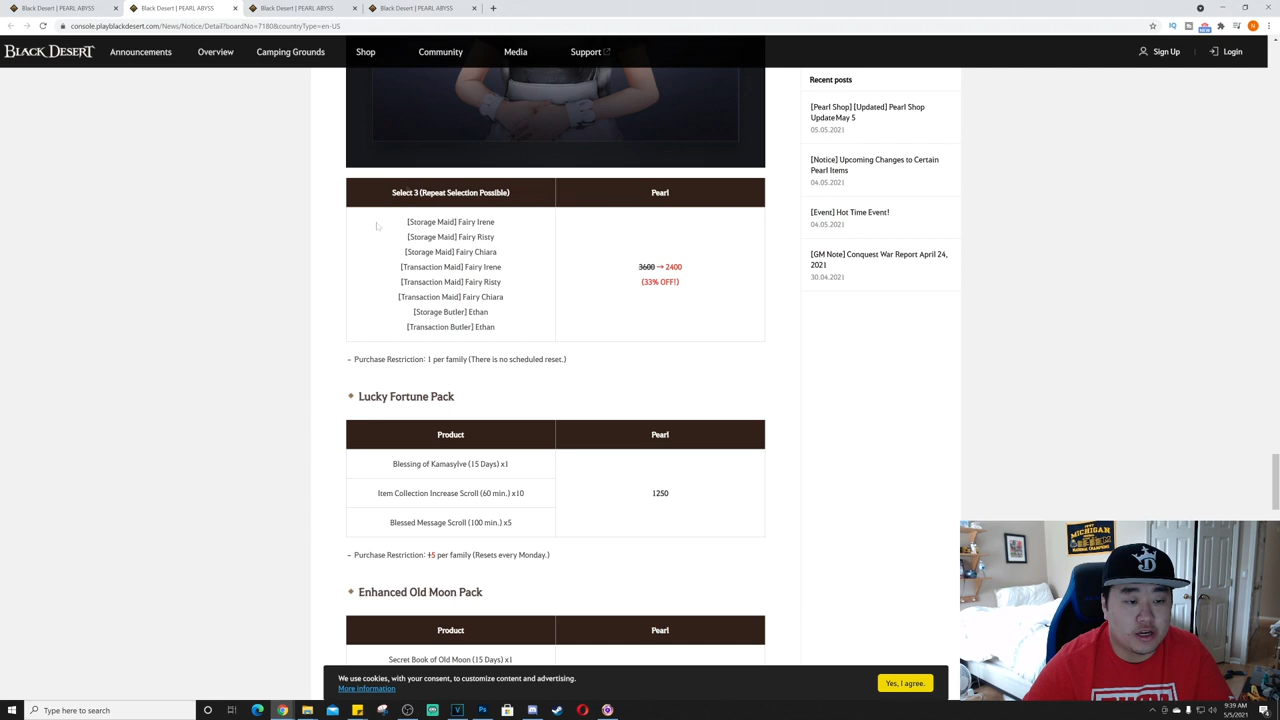 Black Desert | PEARL ABYSS
Black Desert | PEARL ABYSS
Black Desert | PEARL ABYSS
Black Desert | PEARL ABYSS
console.playblackdesert.com/News/Notice/Detail?boardNo=7180&countryType=en-US
BLACK DESERT
Announcements
Overview
Camping Grounds
Shop
Community
Media
Support
Sign Up
Login
Recent posts
[Pearl Shop] [Updated] Pearl Shop
Update May 5
05.05.2021
[Notice] Upcoming Changes to Certain
Pearl Items
04.05.2021
[Event] Hot Time Event!
04.05.2021
[GM Note] Conquest War Report April 24,
2021
30.04.2021
Select 3 (Repeat Selection Possible)
Pearl
[Storage Maid] Fairy Irene
[Storage Maid] Fairy Risty
[Storage Maid] Fairy Chiara
[Transaction Maid] Fairy Irene
[Transaction Maid] Fairy Risty
[Transaction Maid] Fairy Chiara
[Storage Butler] Ethan
[Transaction Butler] Ethan
3600 → 2400
(33% OFF!)
- Purchase Restriction: 1 per family (There is no scheduled reset.)
Lucky Fortune Pack
Product
Pearl
Blessing of Kamasylve (15 Days) x1
Item Collection Increase Scroll (60 min.) x10
Blessed Message Scroll (100 min.) x5
1250
- Purchase Restriction: 15 per family (Resets every Monday.)
Enhanced Old Moon Pack
Product
Pearl
Secret Book of Old Moon (15 Days) x1
We use cookies, with your consent, to customize content and advertising.
More information
Yes, I agree.
MICHIGAN
Type here to search
9:39 AM
5/5/2021